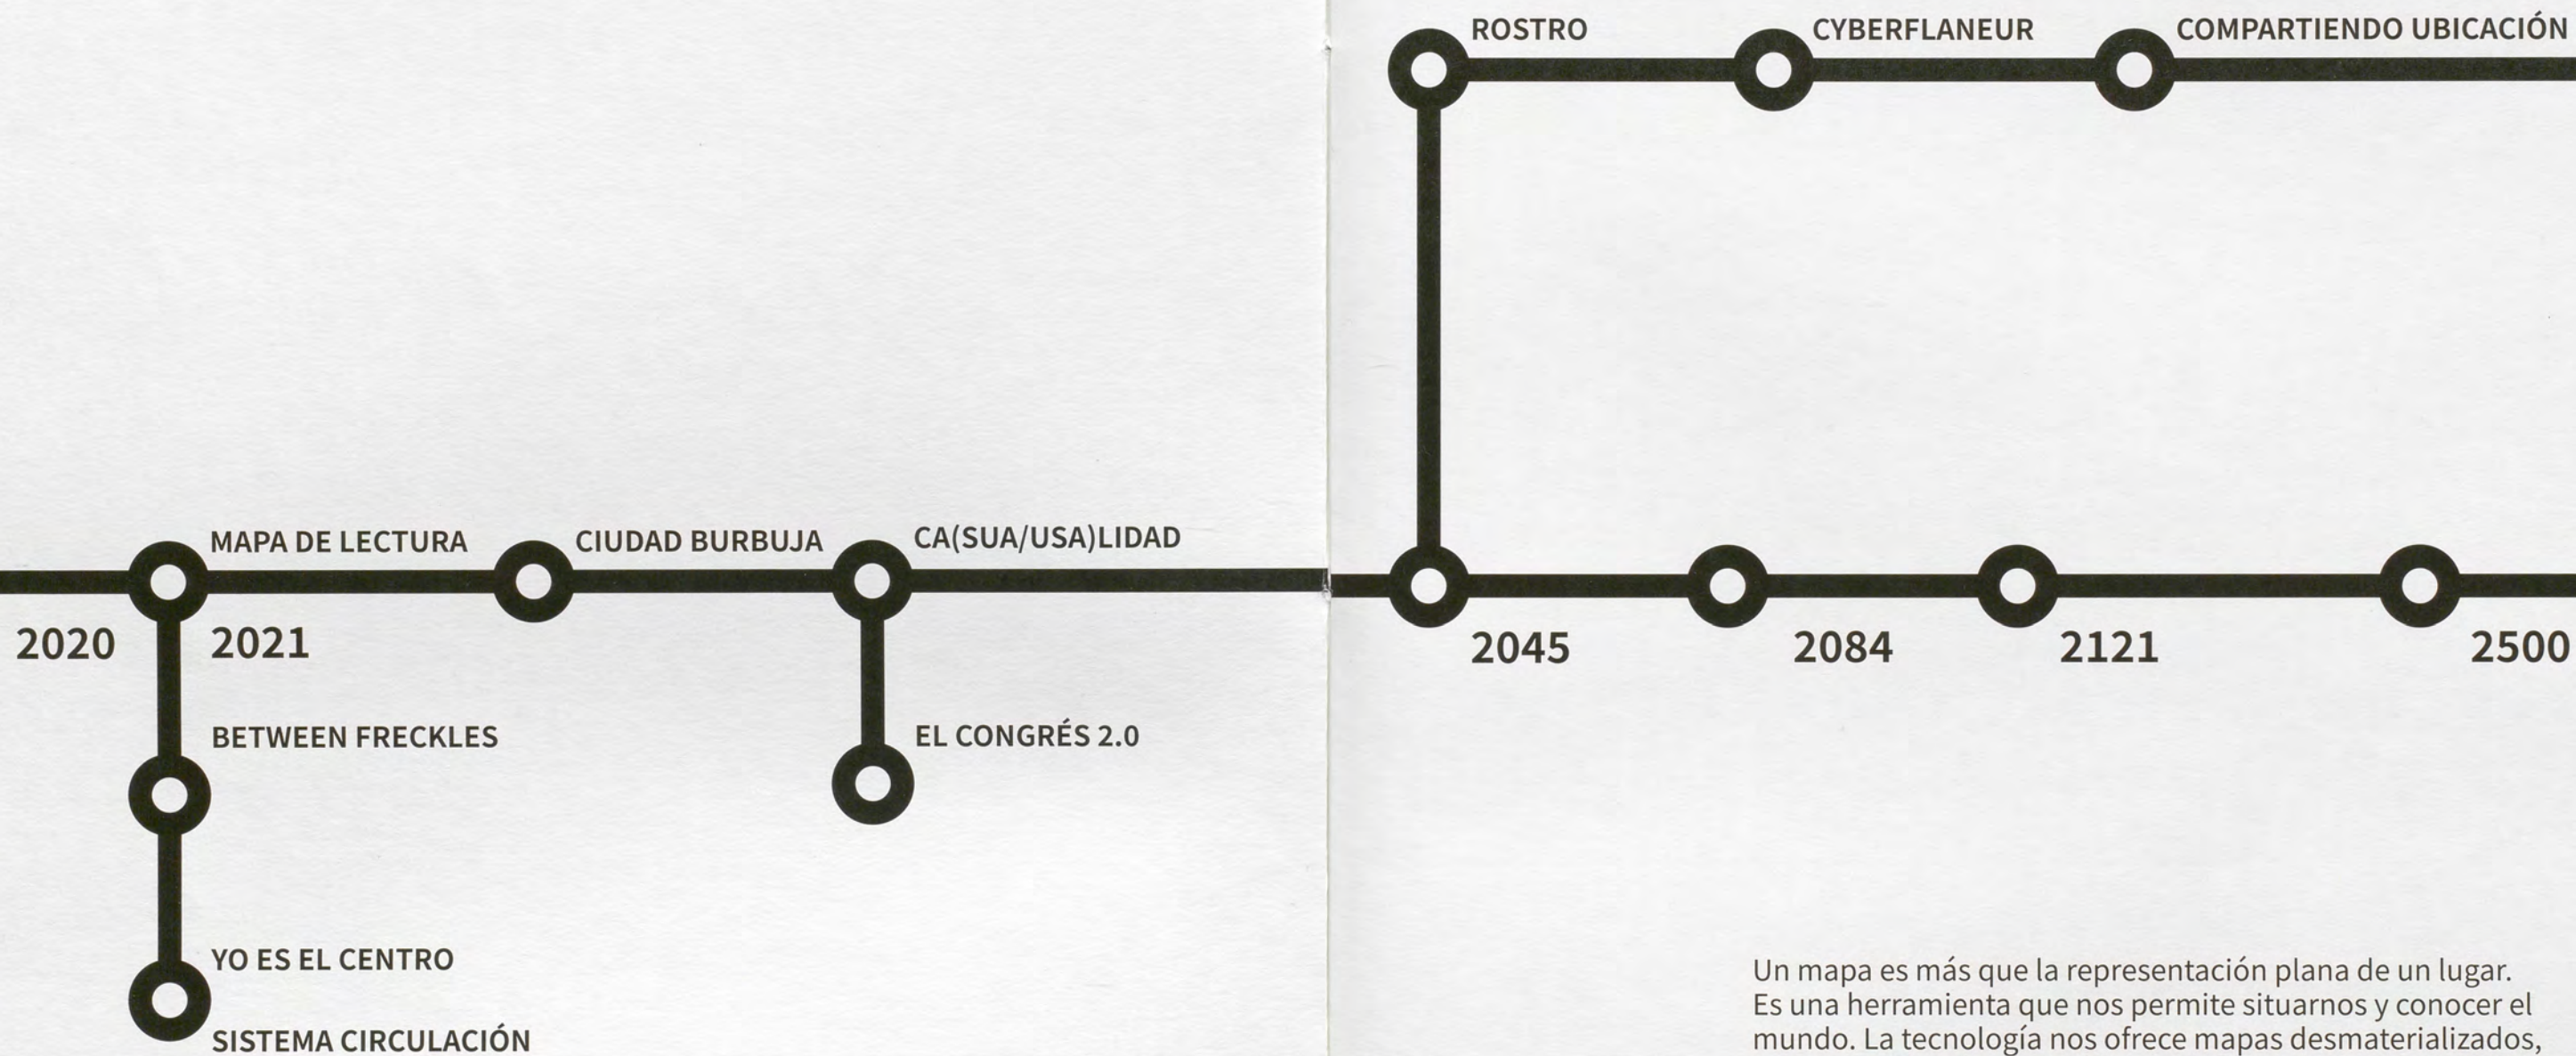 ROSTRO
CYBERFLANEUR
COMPARTIENDO UBICACIÓN
MAPA DE LECTURA
CIUDAD BURBUJA
CA(SUA/USA)LIDAD
2020
2021
2045
2084
2121
2500
BETWEEN FRECKLES
EL CONGRÉS 2.0
YO ES EL CENTRO
SISTEMA CIRCULACIÓN
Un mapa es más que la representación plana de un lugar.
Es una herramienta que nos permite situarnos y conocer el
mundo. La tecnología nos ofrece mapas desmaterializados,